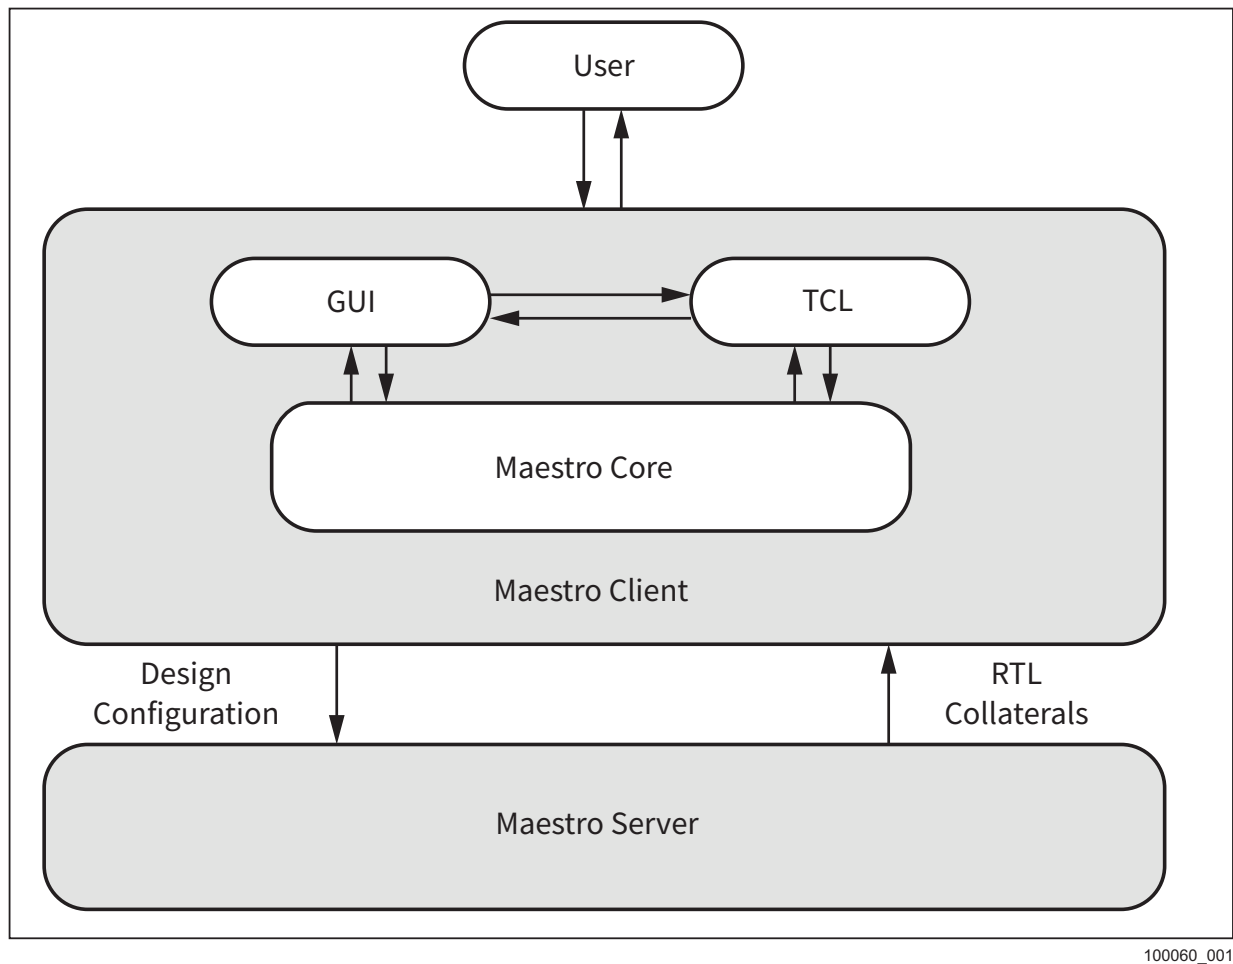 User
GUI
TCL
Maestro Core
Maestro Client
Design
Configuration
RTL
Collaterals
Maestro Server
100060_001